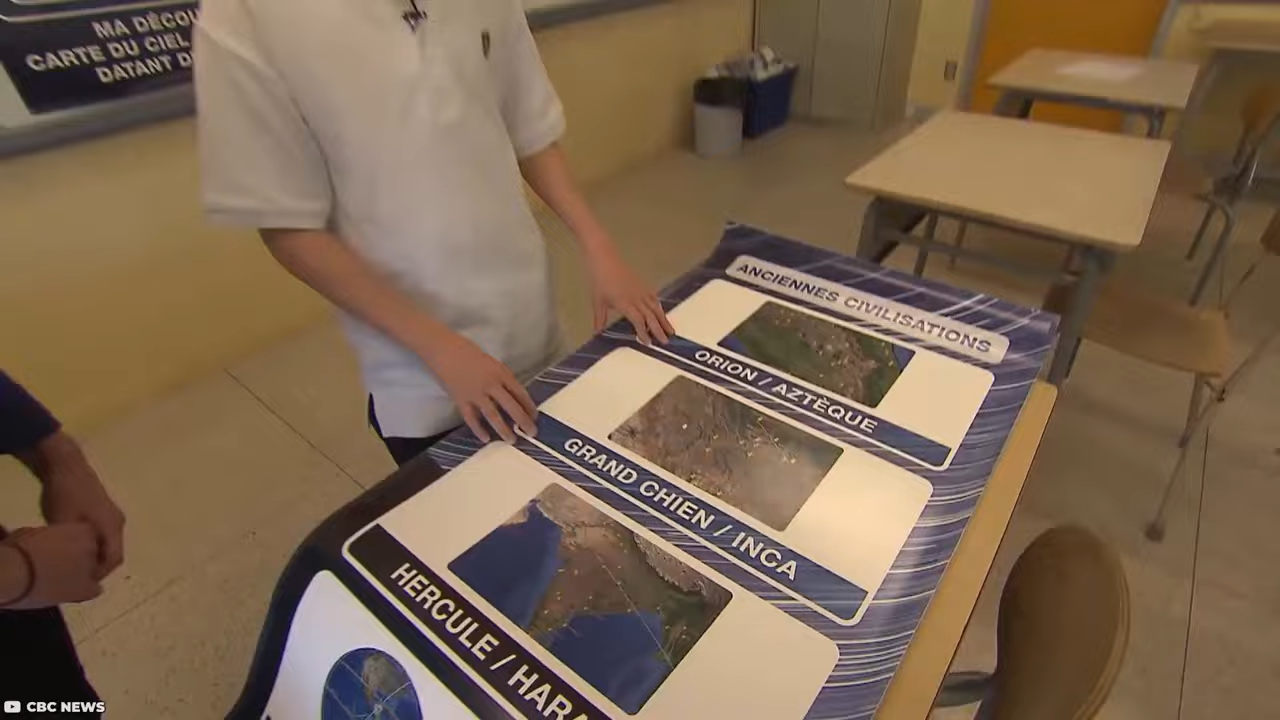 MA DÉCOU
CARTE DU CIEL
DATANT D
ANCIENNES CIVILISATIONS
ORION / AZTÈQUE
GRAND CHIEN / INCA
HERCULE / HARA
CBC NEWS